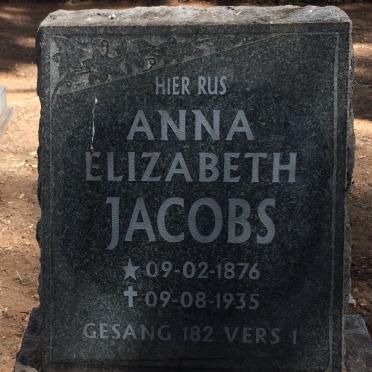 HIER RUS
ANNA
ELIZABETH
JACOBS
★ 09-02-1876
✝ 09-08-1935
GESANG 182 VERS 1